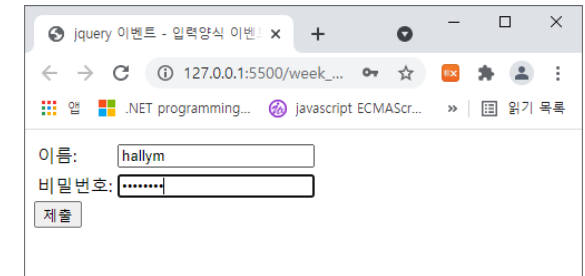 jquery 이벤트 - 입력양식 이벤
127.0.0.1:5500/week_...
앱 .NET programming... javascript ECMAScr... » 읽기 목록
이름: hallym
비밀번호: ••••••••
제출